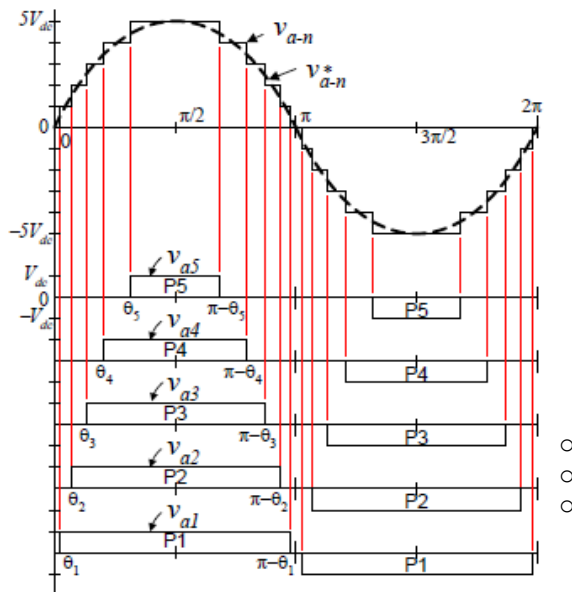 5V_dc
v_a-n
v*_a-n
0 0 π/2 π 3π/2 2π
−5V_dc
V_dc v_a5
0 P5
−V_dc θ_5 π−θ_5 P5
v_a4
P4
θ_4 π−θ_4 P4
v_a3
P3
θ_3 π−θ_3 P3
v_a2
P2
θ_2 π−θ_2 P2
v_a1
P1
θ_1 π−θ_1 P1